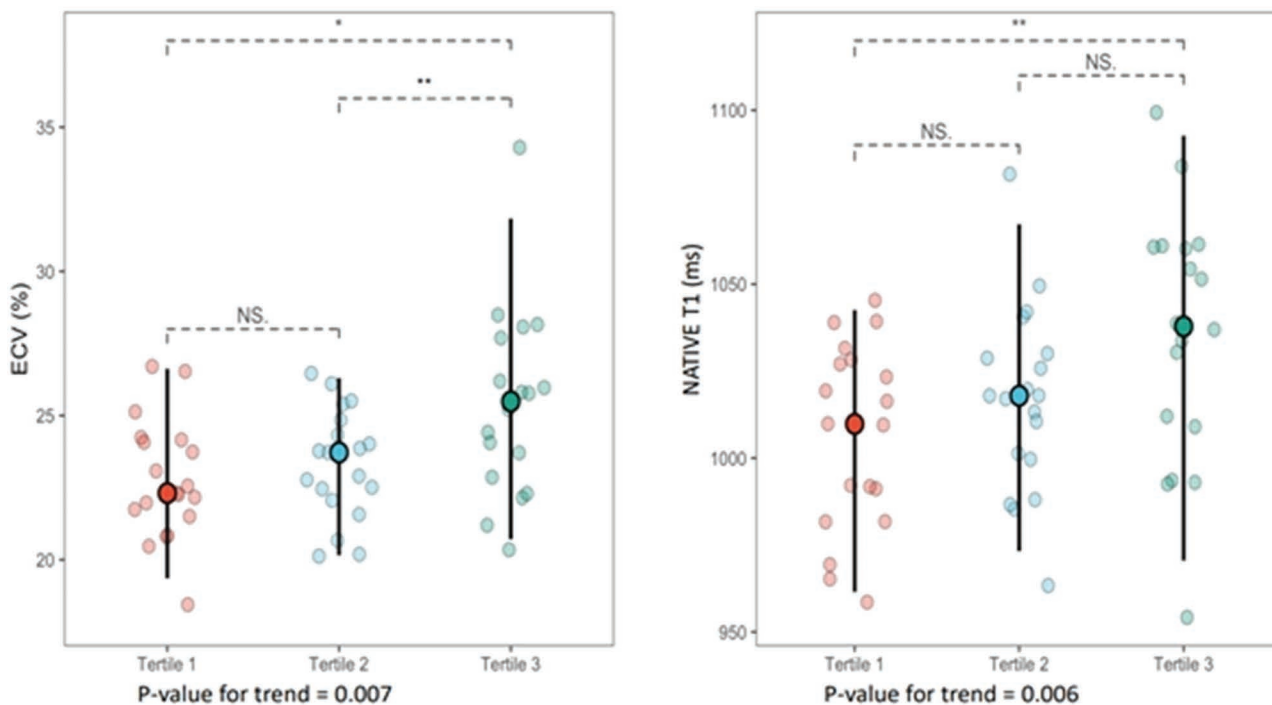 *
**
NS.
35
30
25
20
ECV (%)
Tertile 1 Tertile 2 Tertile 3
P-value for trend = 0.007
**
NS.
NS.
1100
1050
1000
950
NATIVE T1 (ms)
Tertile 1 Tertile 2 Tertile 3
P-value for trend = 0.006